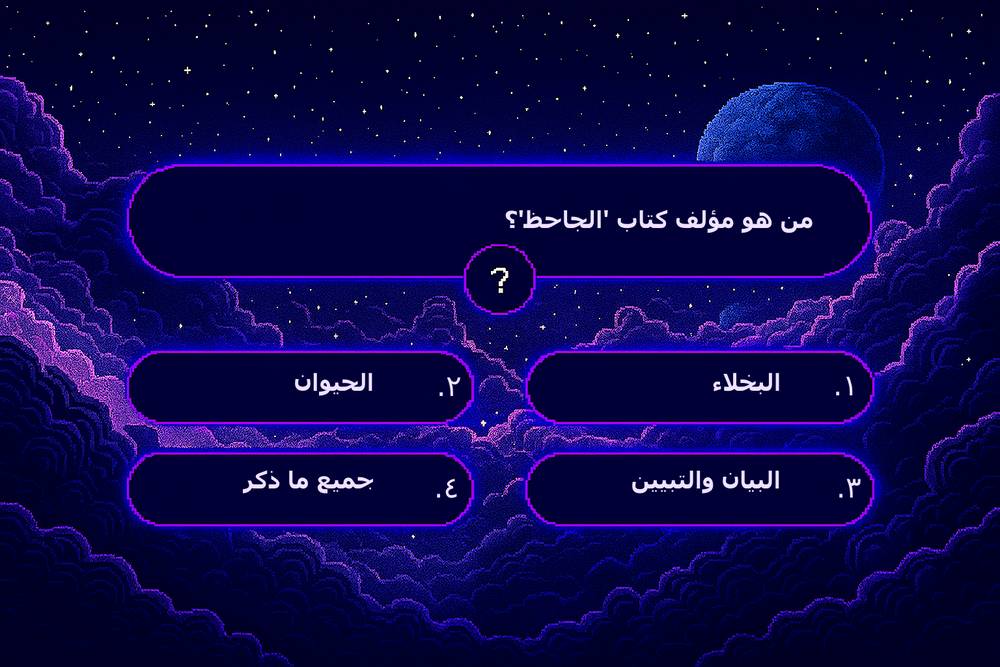 من هو مؤلف كتاب 'الجاحظ'؟
?
١. البخلاء
٢. الحيوان
٣. البيان والتبيين
٤. جميع ما ذكر